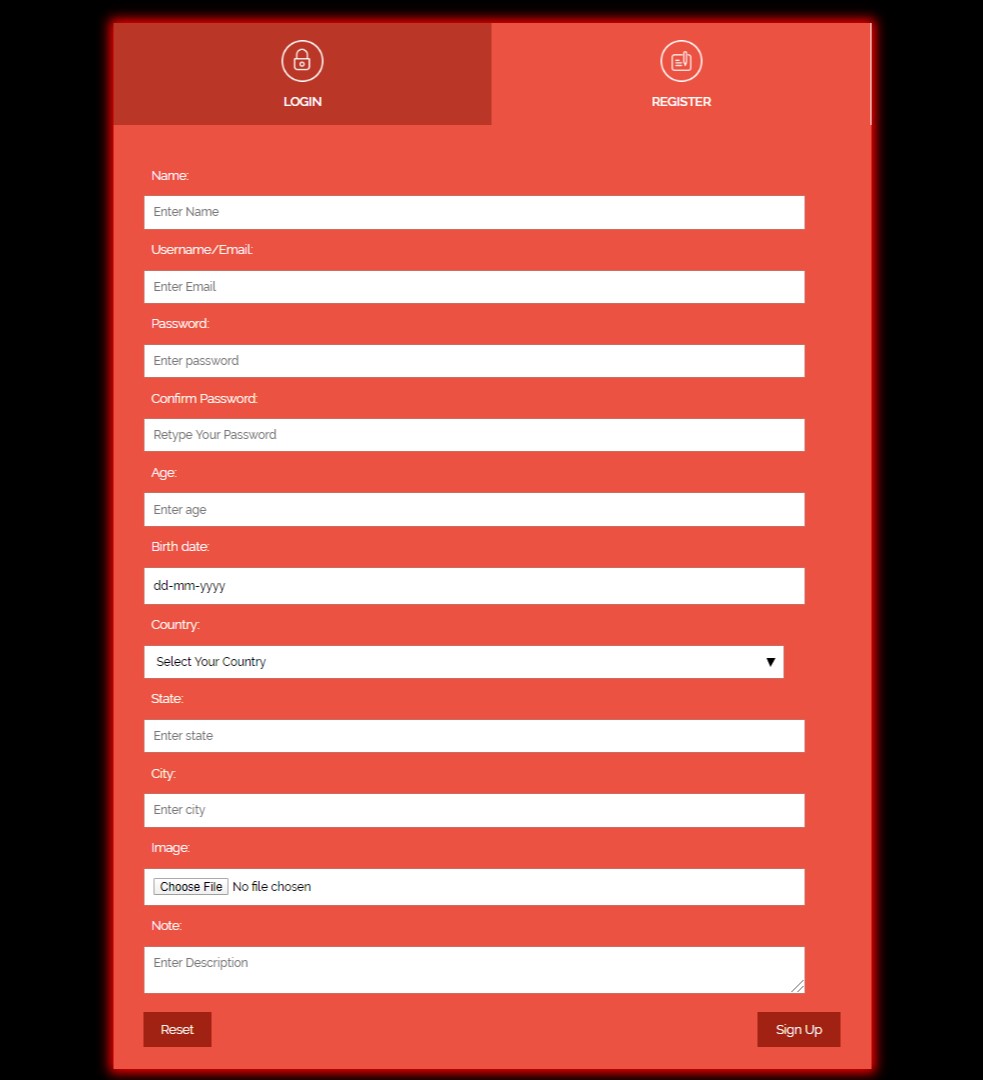 LOGIN
REGISTER
Name:
Enter Name
Username/Email:
Enter Email
Password:
Enter password
Confirm Password:
Retype Your Password
Age:
Enter age
Birth date:
dd-mm-yyyy
Country:
Select Your Country
State:
Enter state
City:
Enter city
Image:
Choose File No file chosen
Note:
Enter Description
Reset
Sign Up